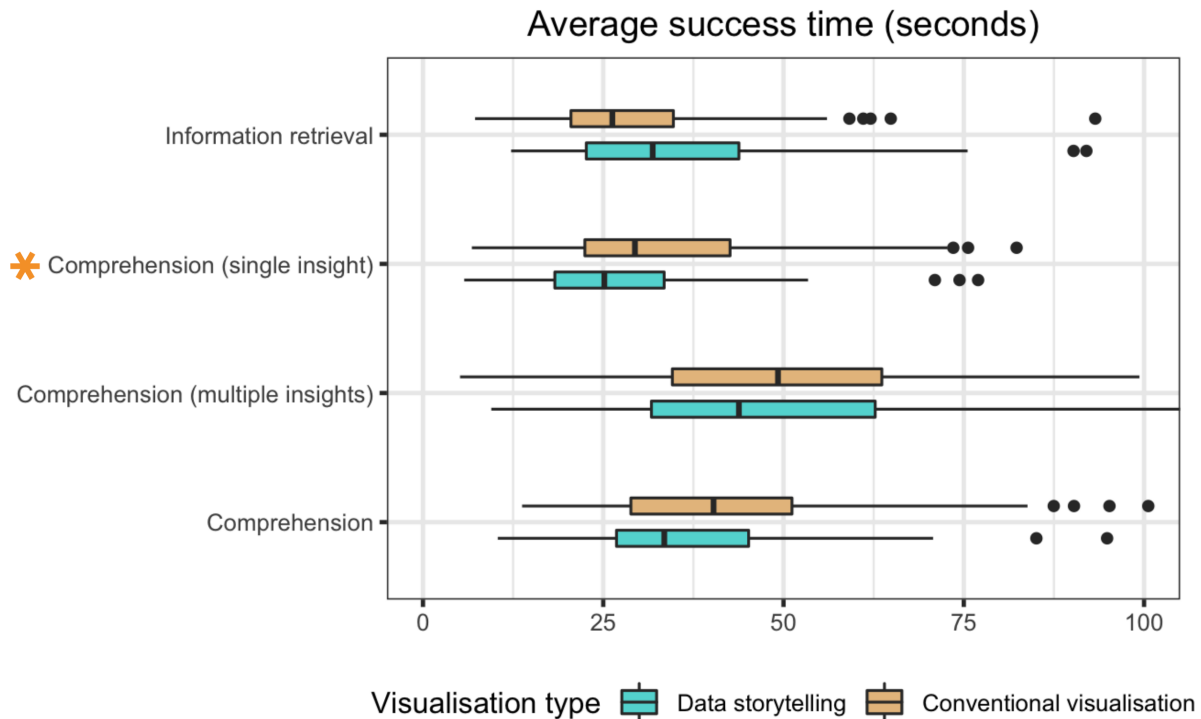 Average success time (seconds)
Information retrieval
Comprehension (single insight)
Comprehension (multiple insights)
Comprehension
0 25 50 75 100
Visualisation type Data storytelling Conventional visualisation